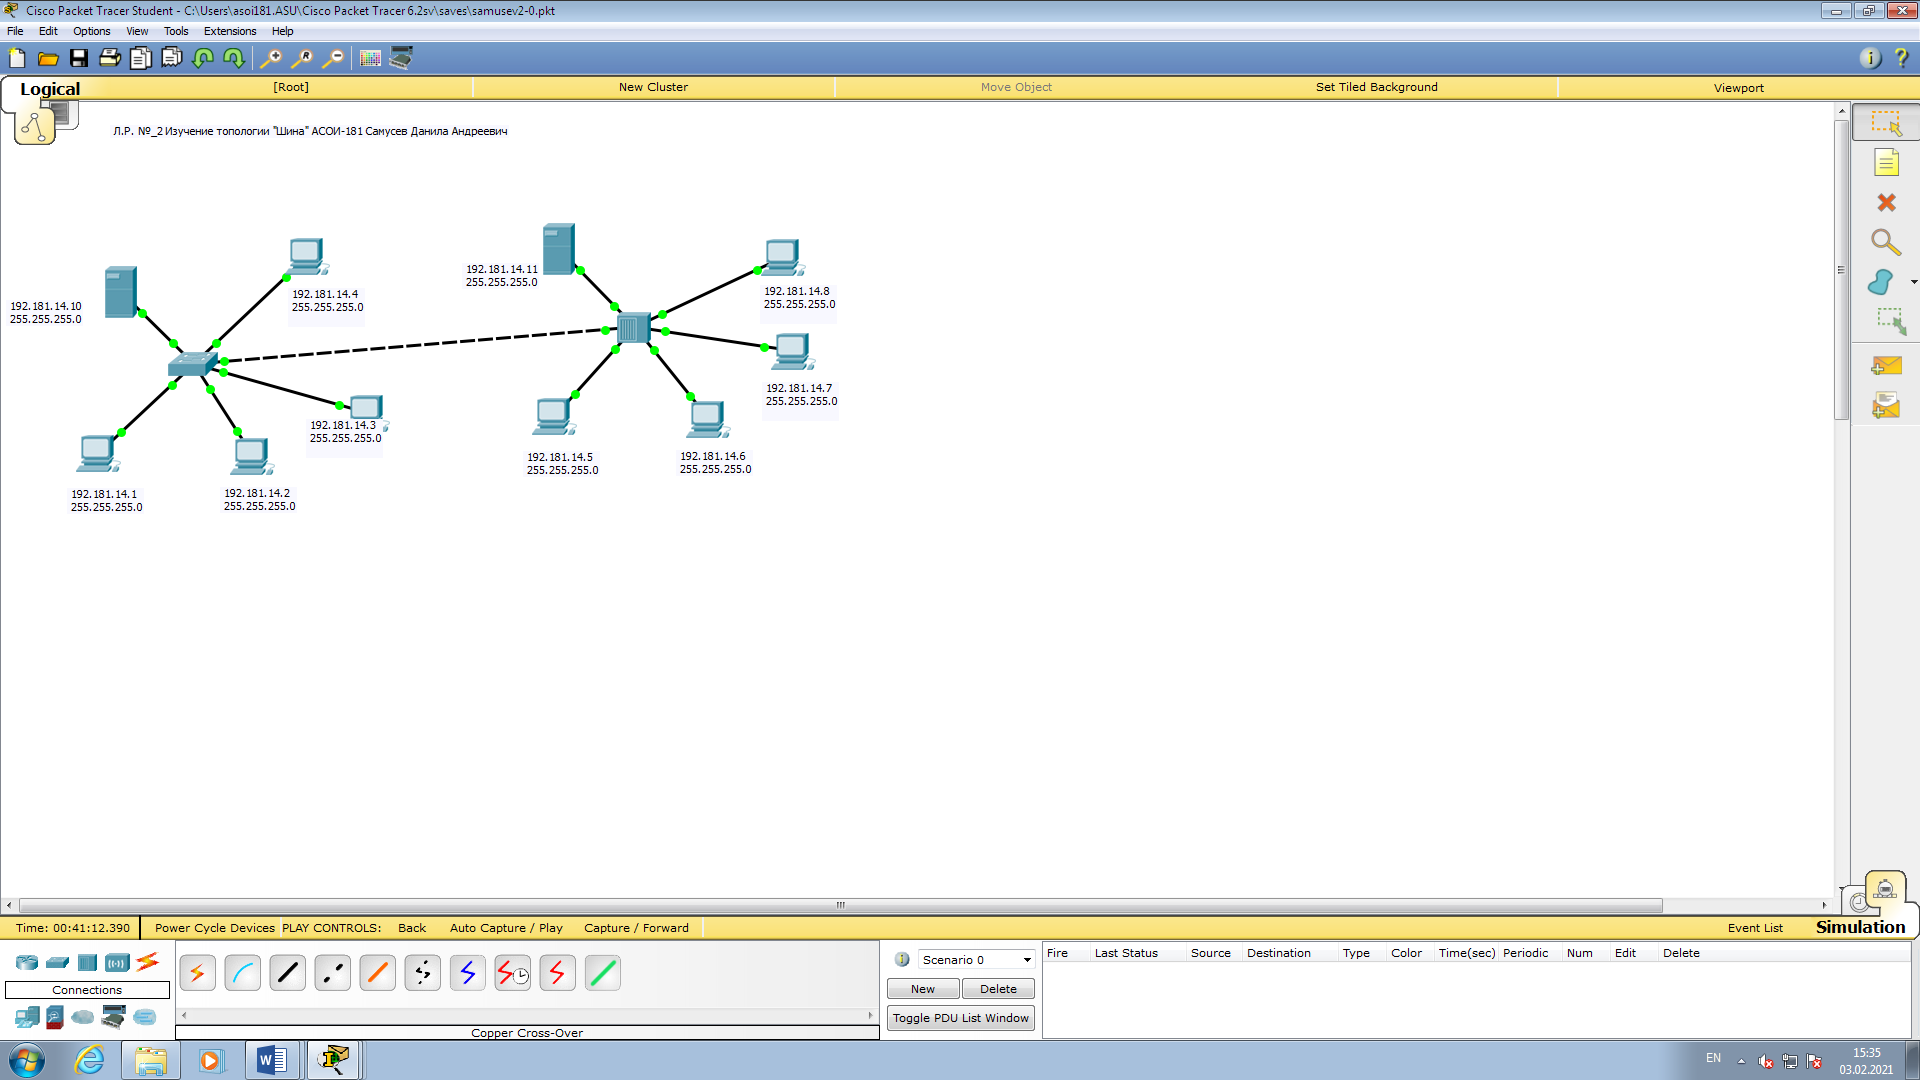 Cisco Packet Tracer Student - C:\Users\asoi181.ASU\Cisco Packet Tracer 6.2sv\saves\samusev2-0.pkt
File Edit Options View Tools Extensions Help
Logical [Root] New Cluster Move Object Set Tiled Background Viewport
Л.Р. №_2 Изучение топологии "Шина" АСОИ-181 Самусев Данила Андреевич
192.181.14.10
255.255.255.0
192.181.14.4
255.255.255.0
192.181.14.11
255.255.255.0
192.181.14.8
255.255.255.0
192.181.14.7
255.255.255.0
192.181.14.3
255.255.255.0
192.181.14.5
255.255.255.0
192.181.14.6
255.255.255.0
192.181.14.1
255.255.255.0
192.181.14.2
255.255.255.0
Time: 00:41:12.390 Power Cycle Devices PLAY CONTROLS: Back Auto Capture / Play Capture / Forward Event List Simulation
Connections
Copper Cross-Over
Scenario 0
New Delete
Toggle PDU List Window
Fire Last Status Source Destination Type Color Time(sec) Periodic Num Edit Delete
EN
15:35
03.02.2021